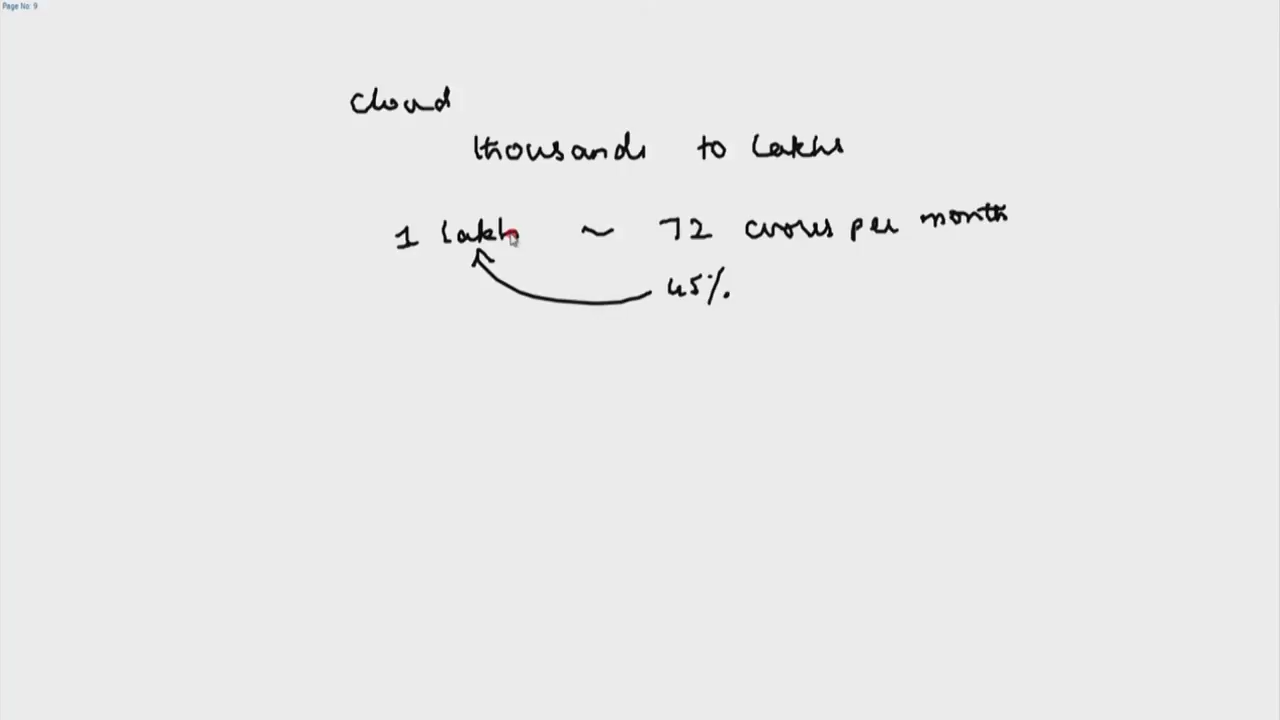 Page No: 9
cloud
thousands to lakhs
1 lakh ~ 72 crores per month
45%.